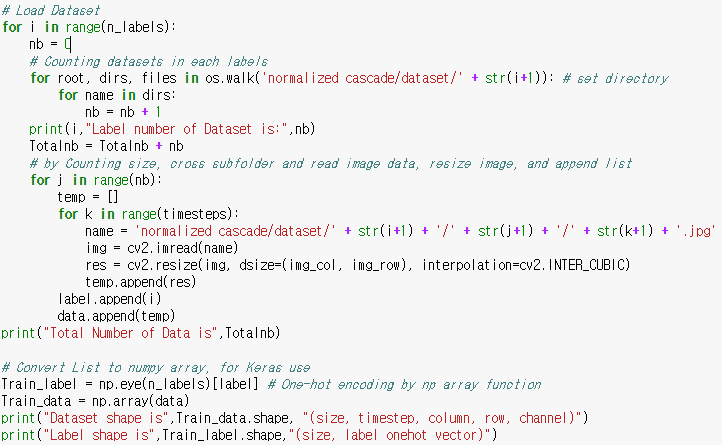 # Load Dataset
for i in range(n_labels):
    nb = 0
    # Counting datasets in each labels
    for root, dirs, files in os.walk('normalized cascade/dataset/' + str(i+1)): # set directory
        for name in dirs:
            nb = nb + 1
    print(i,"Label number of Dataset is:",nb)
    Totalnb = Totalnb + nb
    # by Counting size, cross subfolder and read image data, resize image, and append list
    for j in range(nb):
        temp = []
        for k in range(timesteps):
            name = 'normalized cascade/dataset/' + str(i+1) + '/' + str(j+1) + '/' + str(k+1) + '.jpg'
            img = cv2.imread(name)
            res = cv2.resize(img, dsize=(img_col, img_row), interpolation=cv2.INTER_CUBIC)
            temp.append(res)
        label.append(i)
        data.append(temp)
print("Total Number of Data is",Totalnb)

# Convert List to numpy array, for Keras use
Train_label = np.eye(n_labels)[label] # One-hot encoding by np array function
Train_data = np.array(data)
print("Dataset shape is",Train_data.shape, "(size, timestep, column, row, channel)")
print("Label shape is",Train_label.shape,"(size, label onehot vector)")